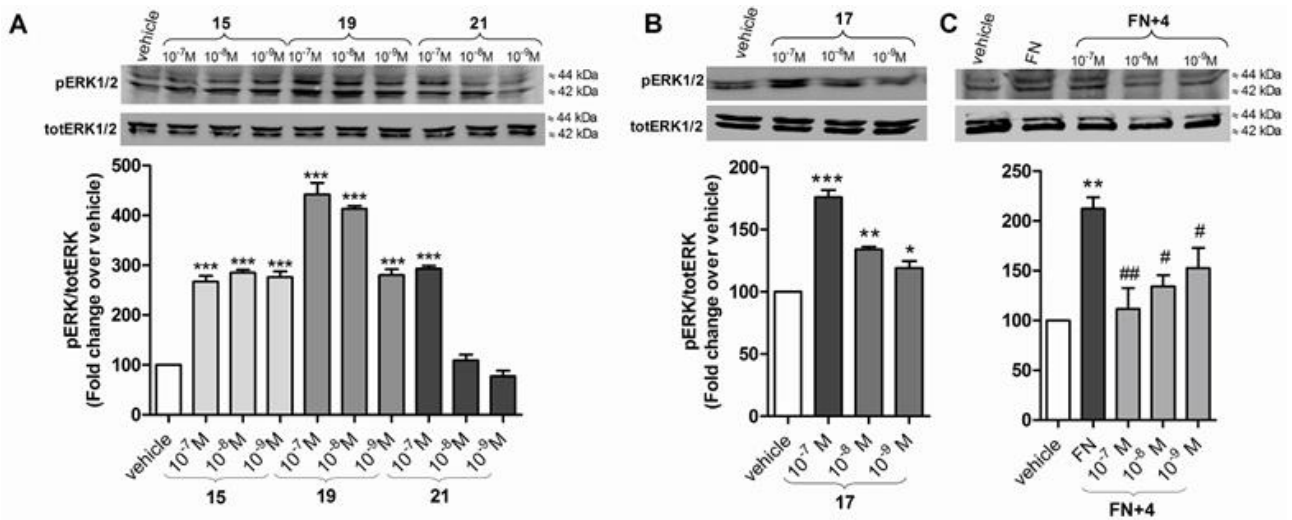 A
15 19 21
vehicle 10⁻⁷M 10⁻⁸M 10⁻⁹M 10⁻⁷M 10⁻⁸M 10⁻⁹M 10⁻⁷M 10⁻⁸M 10⁻⁹M
pERK1/2 ≈ 44 kDa
≈ 42 kDa
totERK1/2 ≈ 44 kDa
≈ 42 kDa
pERK/totERK
(Fold change over vehicle)
500
400
300
200
100
0
*** *** *** *** *** *** ***
vehicle 10⁻⁷ M 10⁻⁸ M 10⁻⁹ M 10⁻⁷ M 10⁻⁸ M 10⁻⁹ M 10⁻⁷ M 10⁻⁸ M 10⁻⁹ M
15 19 21
B
17
vehicle 10⁻⁷M 10⁻⁸M 10⁻⁹M
pERK1/2
totERK1/2
pERK/totERK
(Fold change over vehicle)
200
150
100
50
0
*** ** *
vehicle 10⁻⁷ M 10⁻⁸ M 10⁻⁹ M
17
C
FN+4
vehicle FN 10⁻⁷M 10⁻⁸M 10⁻⁹M
≈ 44 kDa
≈ 42 kDa
≈ 44 kDa
≈ 42 kDa
250
200
150
100
50
0
** ## # #
vehicle FN 10⁻⁷ M 10⁻⁸ M 10⁻⁹ M
FN+4